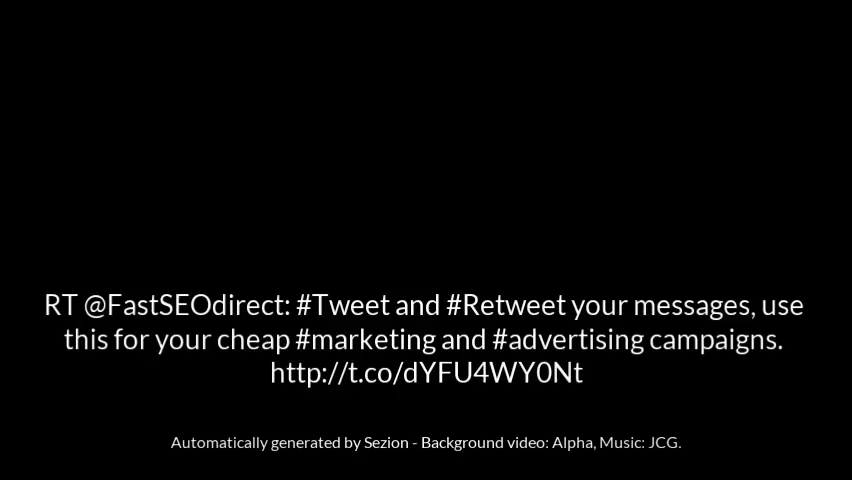 RT @FastSEOdirect: #Tweet and #Retweet your messages, use
this for your cheap #marketing and #advertising campaigns.
http://t.co/dYFU4WY0Nt
Automatically generated by Sezion - Background video: Alpha, Music: JCG.